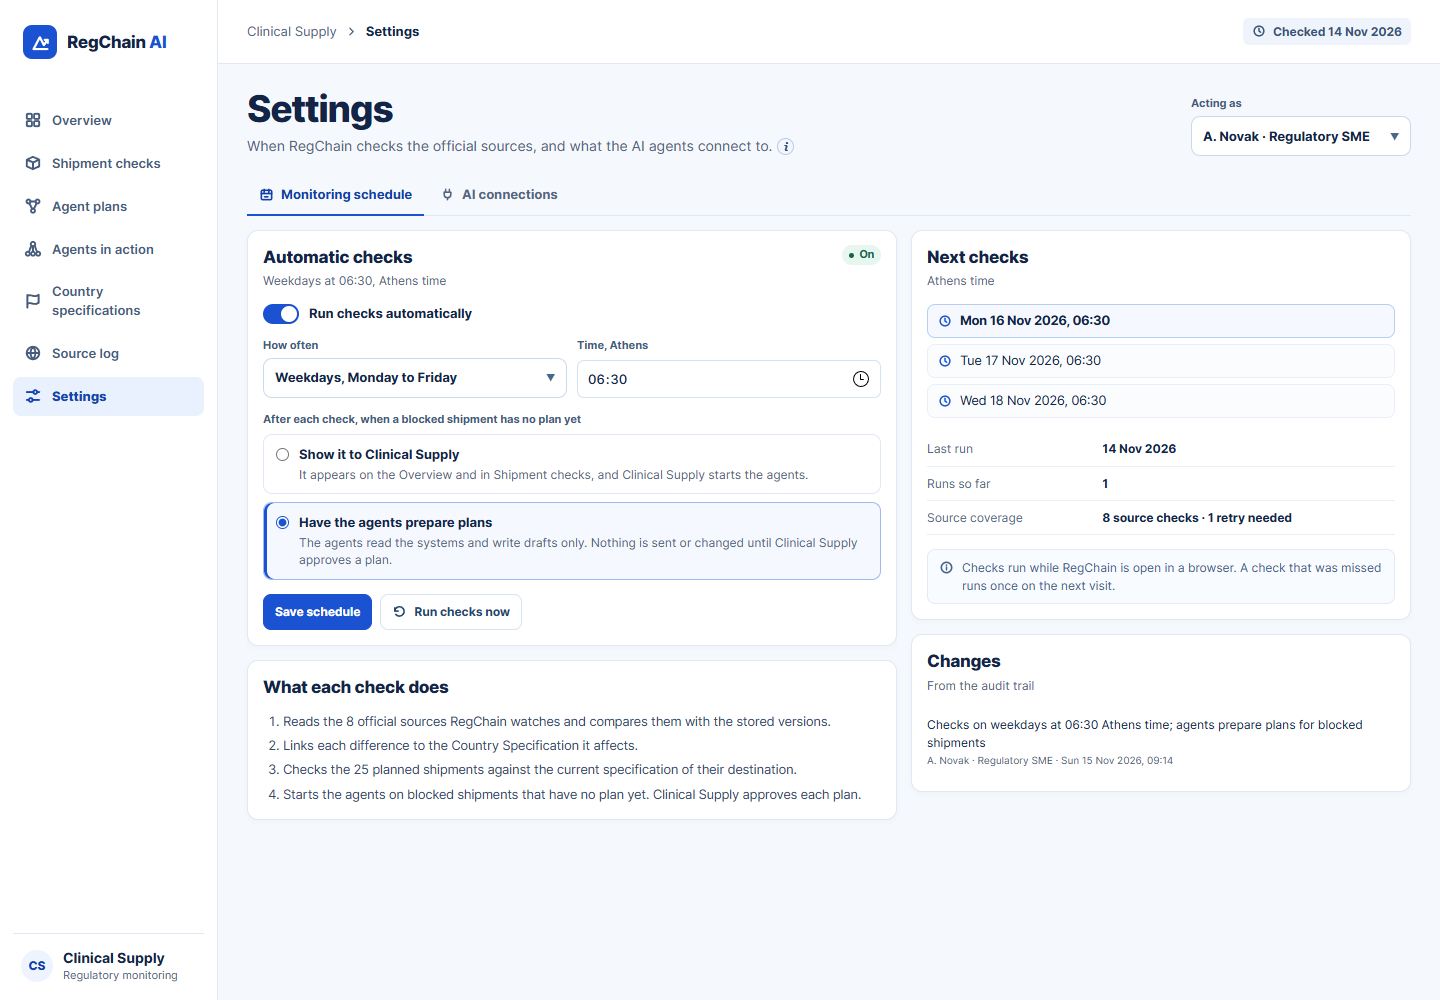 RegChain AI
Overview
Shipment checks
Agent plans
Agents in action
Country
specifications
Source log
Settings
CS
Clinical Supply
Regulatory monitoring
Clinical Supply > Settings
Checked 14 Nov 2026
Settings
When RegChain checks the official sources, and what the AI agents connect to. i
Acting as
A. Novak · Regulatory SME
Monitoring schedule
AI connections
Automatic checks
On
Weekdays at 06:30, Athens time
Run checks automatically
How often
Time, Athens
Weekdays, Monday to Friday
06:30
After each check, when a blocked shipment has no plan yet
Show it to Clinical Supply
It appears on the Overview and in Shipment checks, and Clinical Supply starts the agents.
Have the agents prepare plans
The agents read the systems and write drafts only. Nothing is sent or changed until Clinical Supply
approves a plan.
Save schedule
Run checks now
What each check does
1. Reads the 8 official sources RegChain watches and compares them with the stored versions.
2. Links each difference to the Country Specification it affects.
3. Checks the 25 planned shipments against the current specification of their destination.
4. Starts the agents on blocked shipments that have no plan yet. Clinical Supply approves each plan.
Next checks
Athens time
Mon 16 Nov 2026, 06:30
Tue 17 Nov 2026, 06:30
Wed 18 Nov 2026, 06:30
Last run 14 Nov 2026
Runs so far 1
Source coverage 8 source checks · 1 retry needed
Checks run while RegChain is open in a browser. A check that was missed
runs once on the next visit.
Changes
From the audit trail
Checks on weekdays at 06:30 Athens time; agents prepare plans for blocked
shipments
A. Novak · Regulatory SME · Sun 15 Nov 2026, 09:14